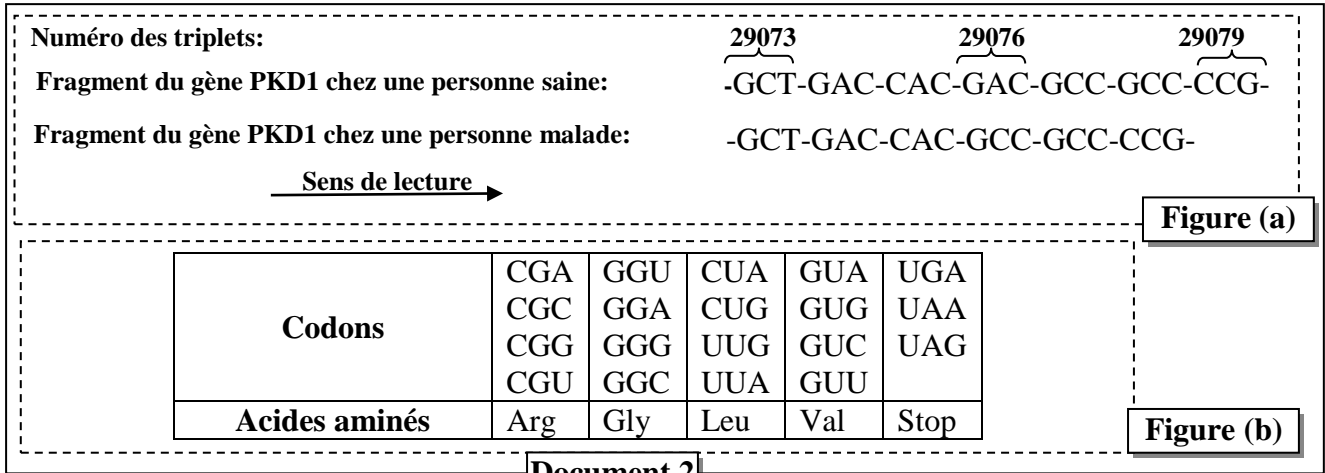 Numéro des triplets: 29073 29076 29079
Fragment du gène PKD1 chez une personne saine: -GCT-GAC-CAC-GAC-GCC-GCC-CCG-
Fragment du gène PKD1 chez une personne malade: -GCT-GAC-CAC-GCC-GCC-CCG-
Sens de lecture
Figure (a)
Codons
CGA GGU CUA GUA UGA
CGC GGA CUG GUG UAA
CGG GGG UUG GUC UAG
CGU GGC UUA GUU
Acides aminés Arg Gly Leu Val Stop
Figure (b)
Document 2